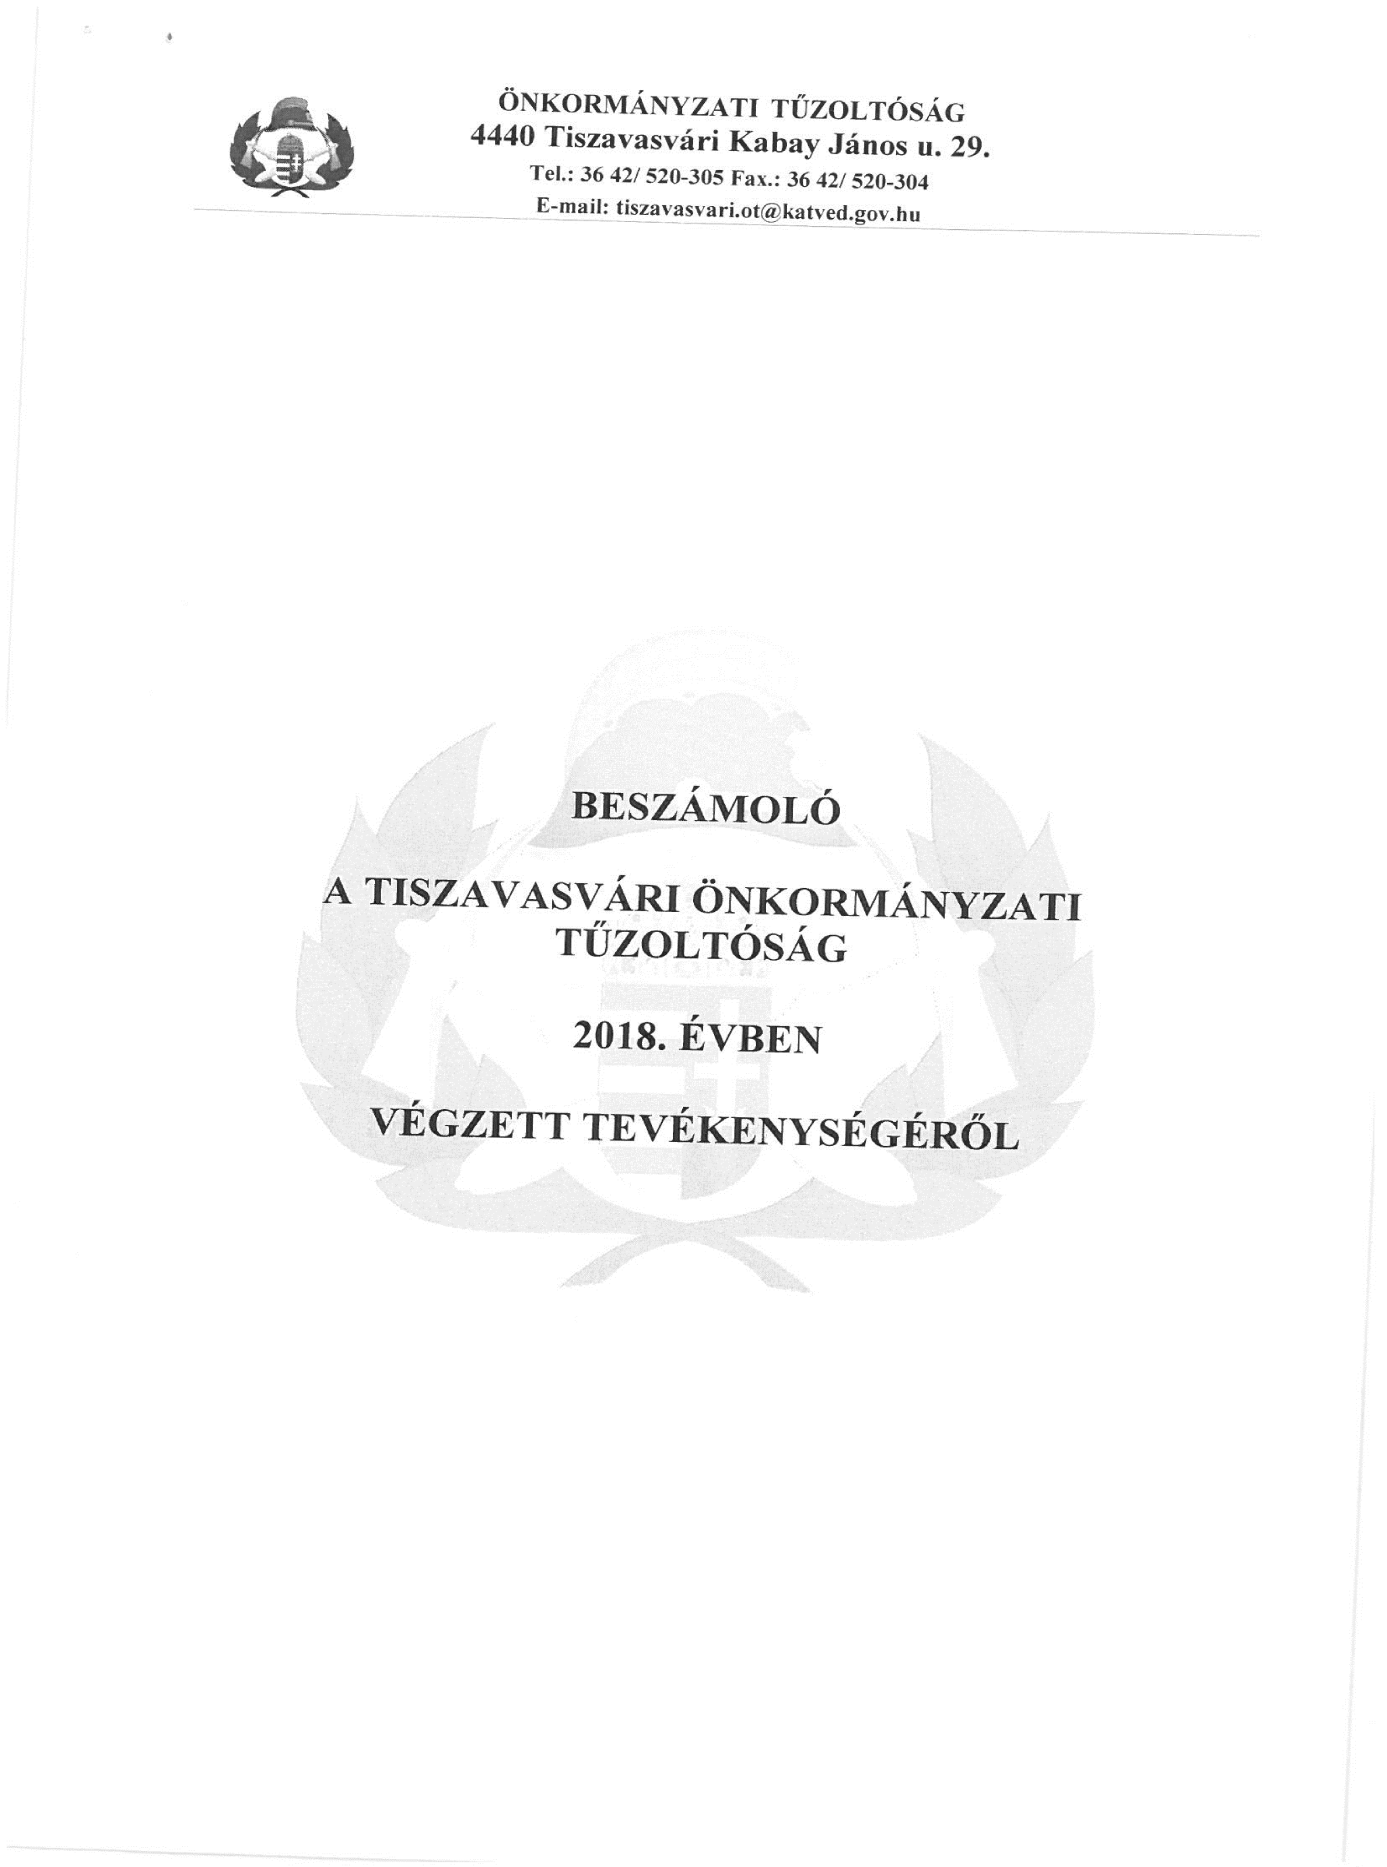 ÖNKORMÁNYZATI TŰZOLTÓSÁG
4440 Tiszavasvári Kabay János u. 29.
Tel.: 36 42/ 520-305 Fax.: 36 42/ 520-304
E-mail: tiszavasvari.ot@katved.gov.hu
BESZÁMOLÓ
A TISZAVASVÁRI ÖNKORMÁNYZATI
TŰZOLTÓSÁG
2018. ÉVBEN
VÉGZETT TEVÉKENYSÉGÉRŐL